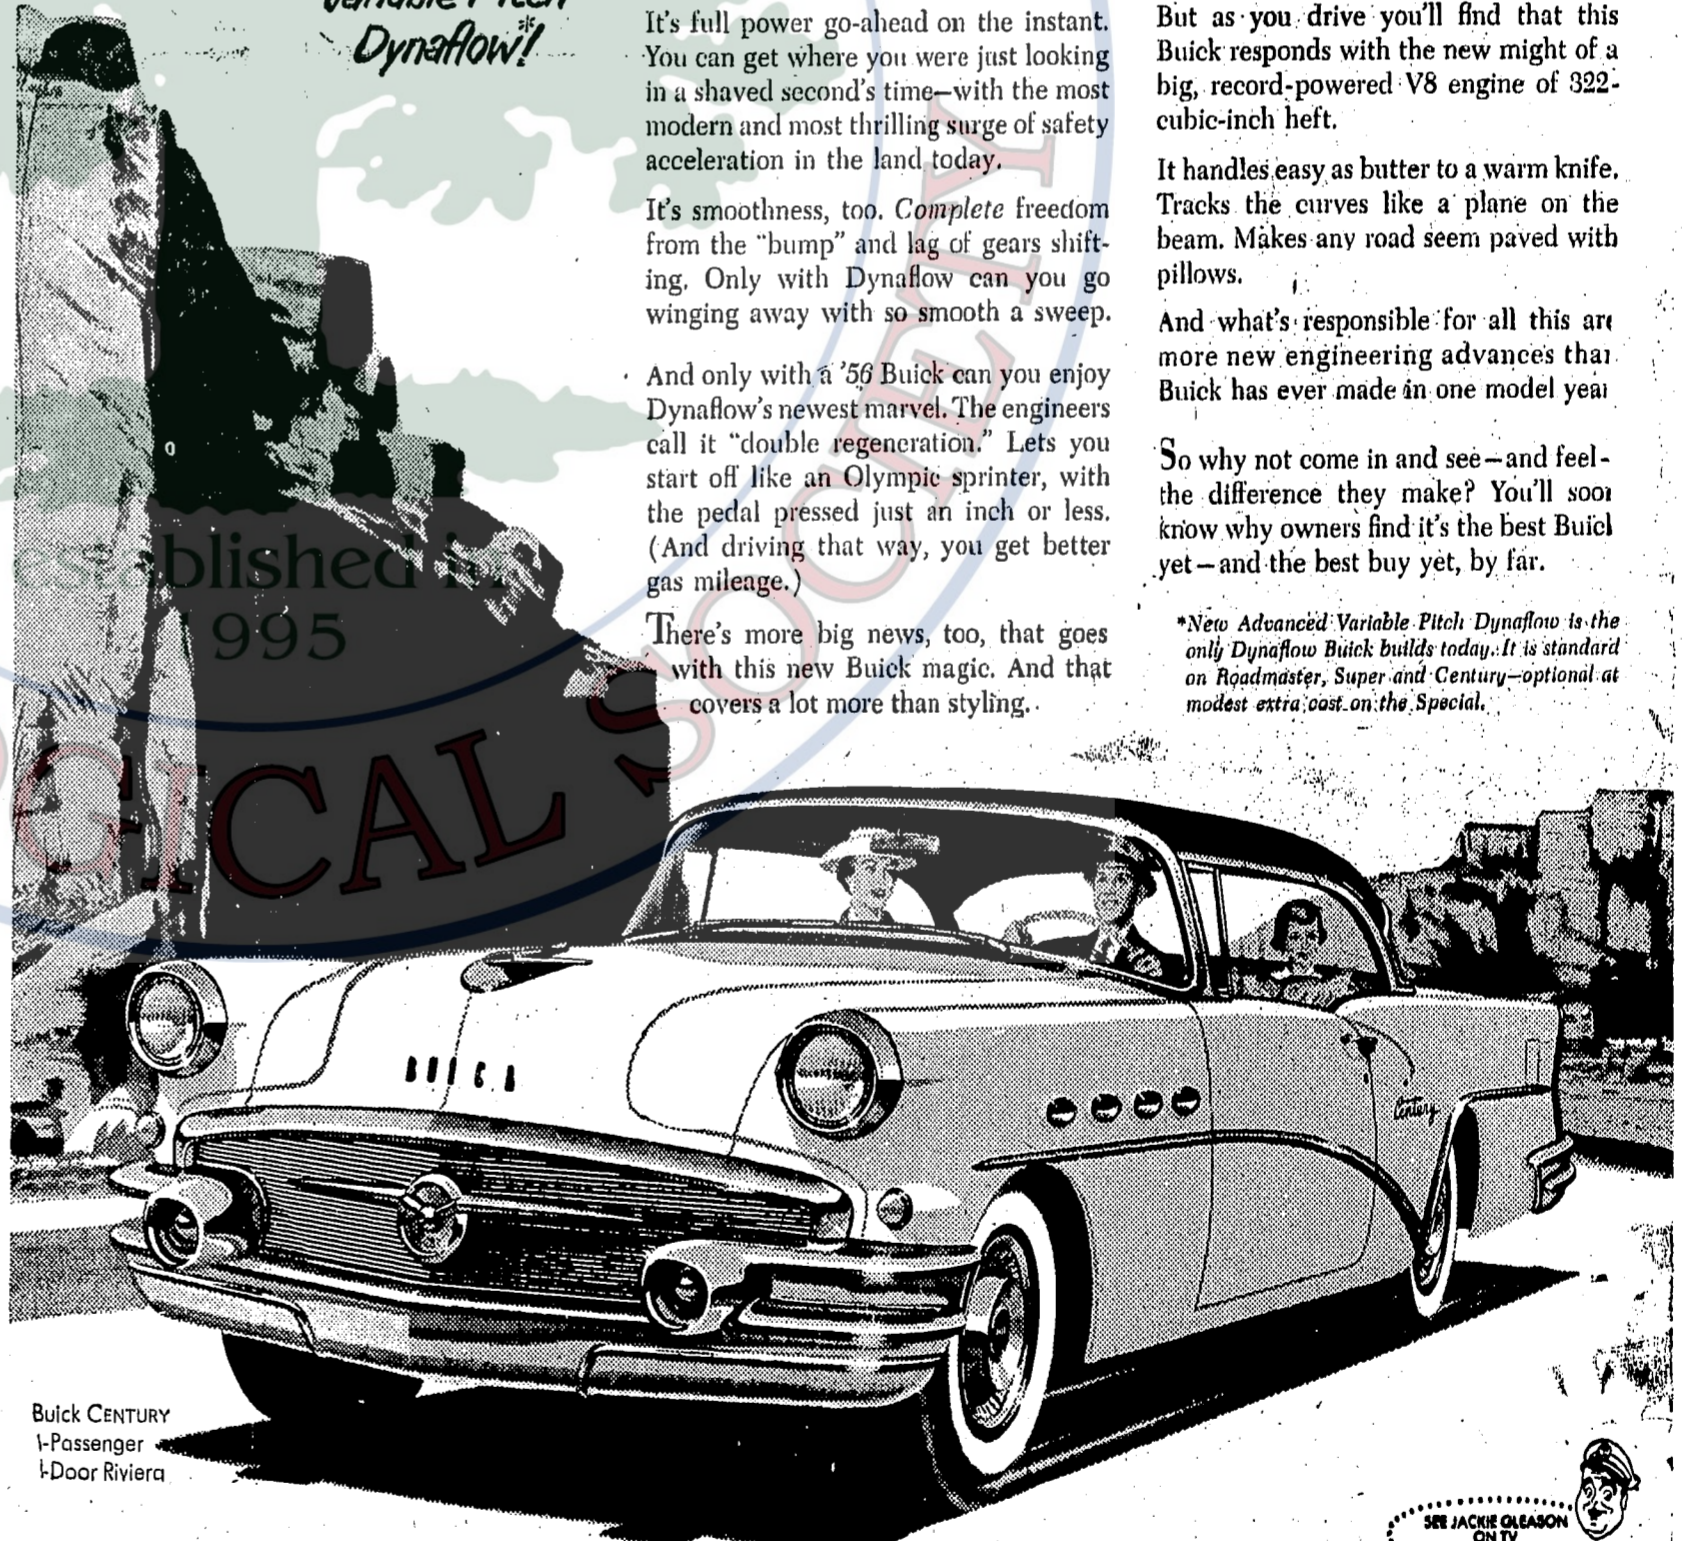 Variable Pitch
Dynaflow!*
It's full power go-ahead on the instant.
You can get where you were just looking
in a shaved second's time—with the most
modern and most thrilling surge of safety
acceleration in the land today.
It's smoothness, too. Complete freedom
from the "bump" and lag of gears shift-
ing. Only with Dynaflow can you go
winging away with so smooth a sweep.
And only with a '56 Buick can you enjoy
Dynaflow's newest marvel. The engineers
call it "double regeneration." Lets you
start off like an Olympic sprinter, with
the pedal pressed just an inch or less.
(And driving that way, you get better
gas mileage.)
There's more big news, too, that goes
with this new Buick magic. And that
covers a lot more than styling.
But as you drive you'll find that this
Buick responds with the new might of a
big, record-powered V8 engine of 322-
cubic-inch heft.
It handles easy as butter to a warm knife.
Tracks the curves like a plane on the
beam. Makes any road seem paved with
pillows.
And what's responsible for all this are
more new engineering advances than
Buick has ever made in one model year
So why not come in and see—and feel-
the difference they make? You'll soon
know why owners find it's the best Buick
yet—and the best buy yet, by far.
*New Advanced Variable Pitch Dynaflow is the
only Dynaflow Buick builds today. It is standard
on Roadmaster, Super and Century—optional at
modest extra cost on the Special.
established in
1995
GICAL SOCIETY
BUICK
Century
Buick CENTURY
-Passenger
-Door Riviera
SEE JACKIE GLEASON
ON TV